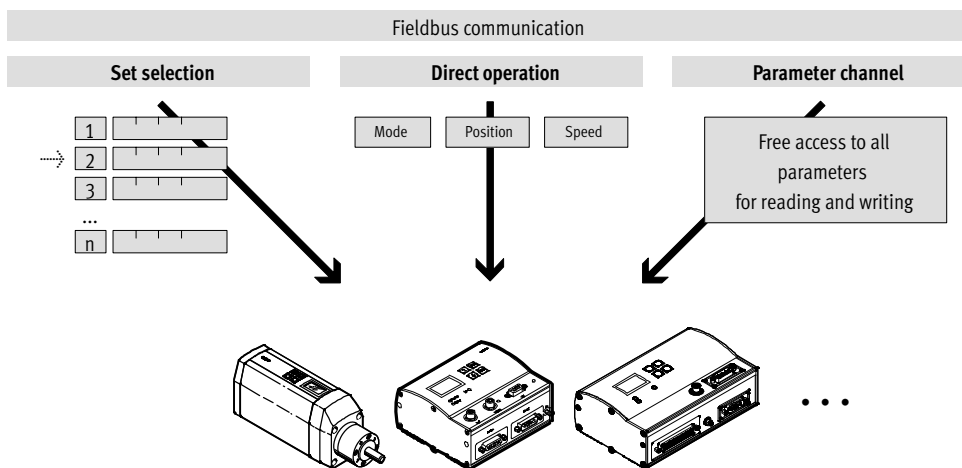 Fieldbus communication
Set selection
Direct operation
Parameter channel
1
2
3
...
n
Mode
Position
Speed
Free access to all
parameters
for reading and writing
...